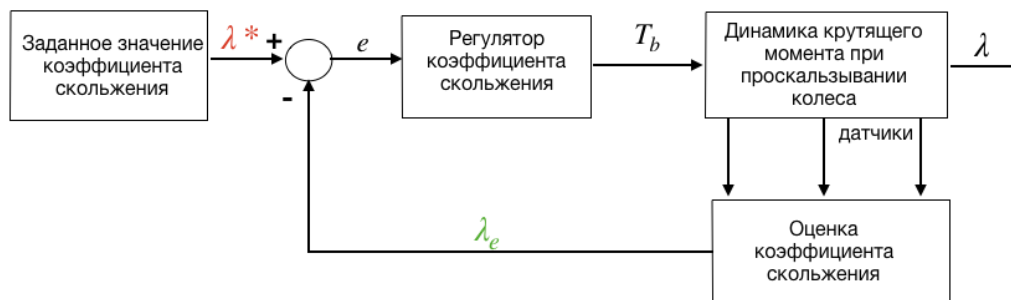 Заданное значение
коэффициента
скольжения
λ* +
-
e
Регулятор
коэффициента
скольжения
T_b
Динамика крутящего
момента при
проскальзывании
колеса
λ
датчики
λ_e
Оценка
коэффициента
скольжения